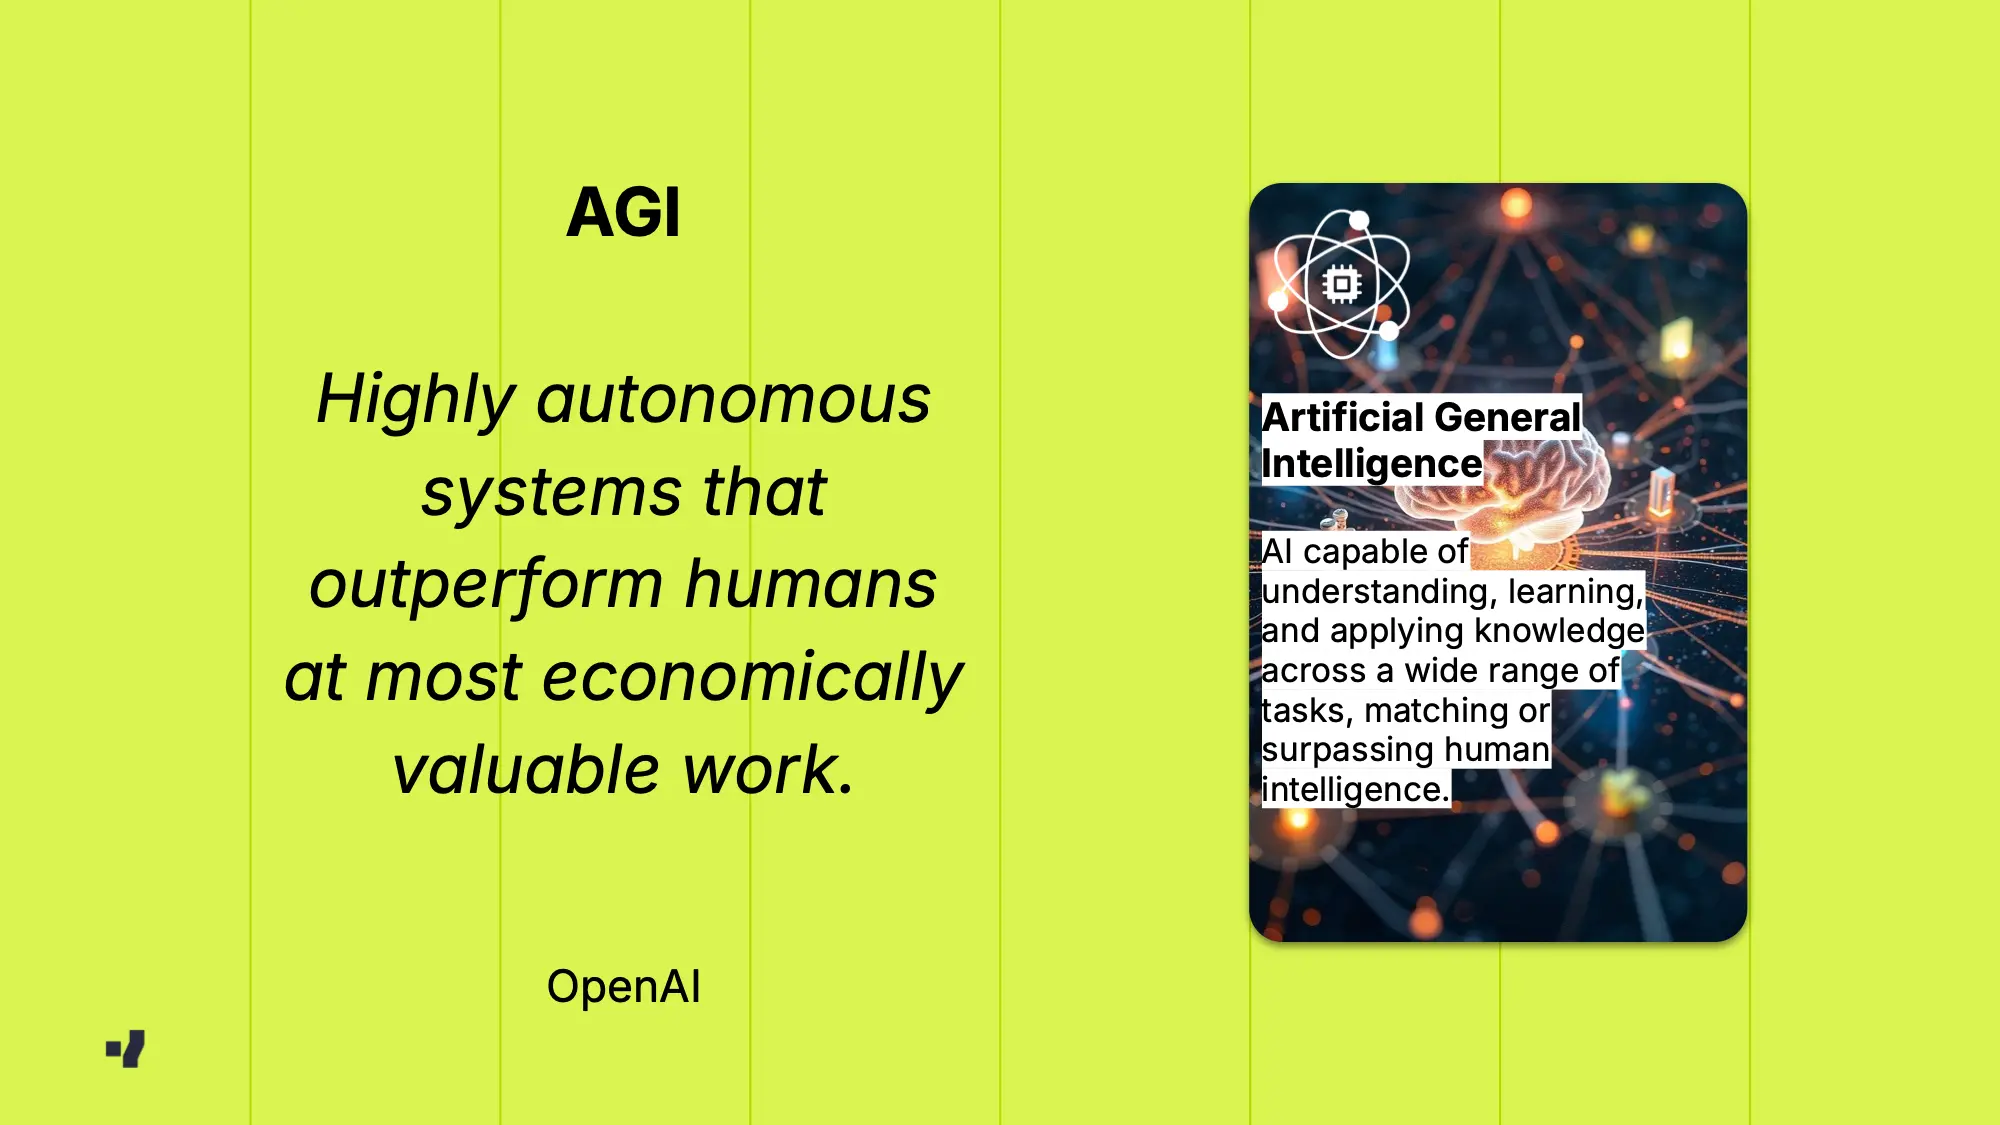 AGI
Highly autonomous
systems that
outperform humans
at most economically
valuable work.
OpenAI
Artificial General
Intelligence
AI capable of
understanding, learning,
and applying knowledge
across a wide range of
tasks, matching or
surpassing human
intelligence.